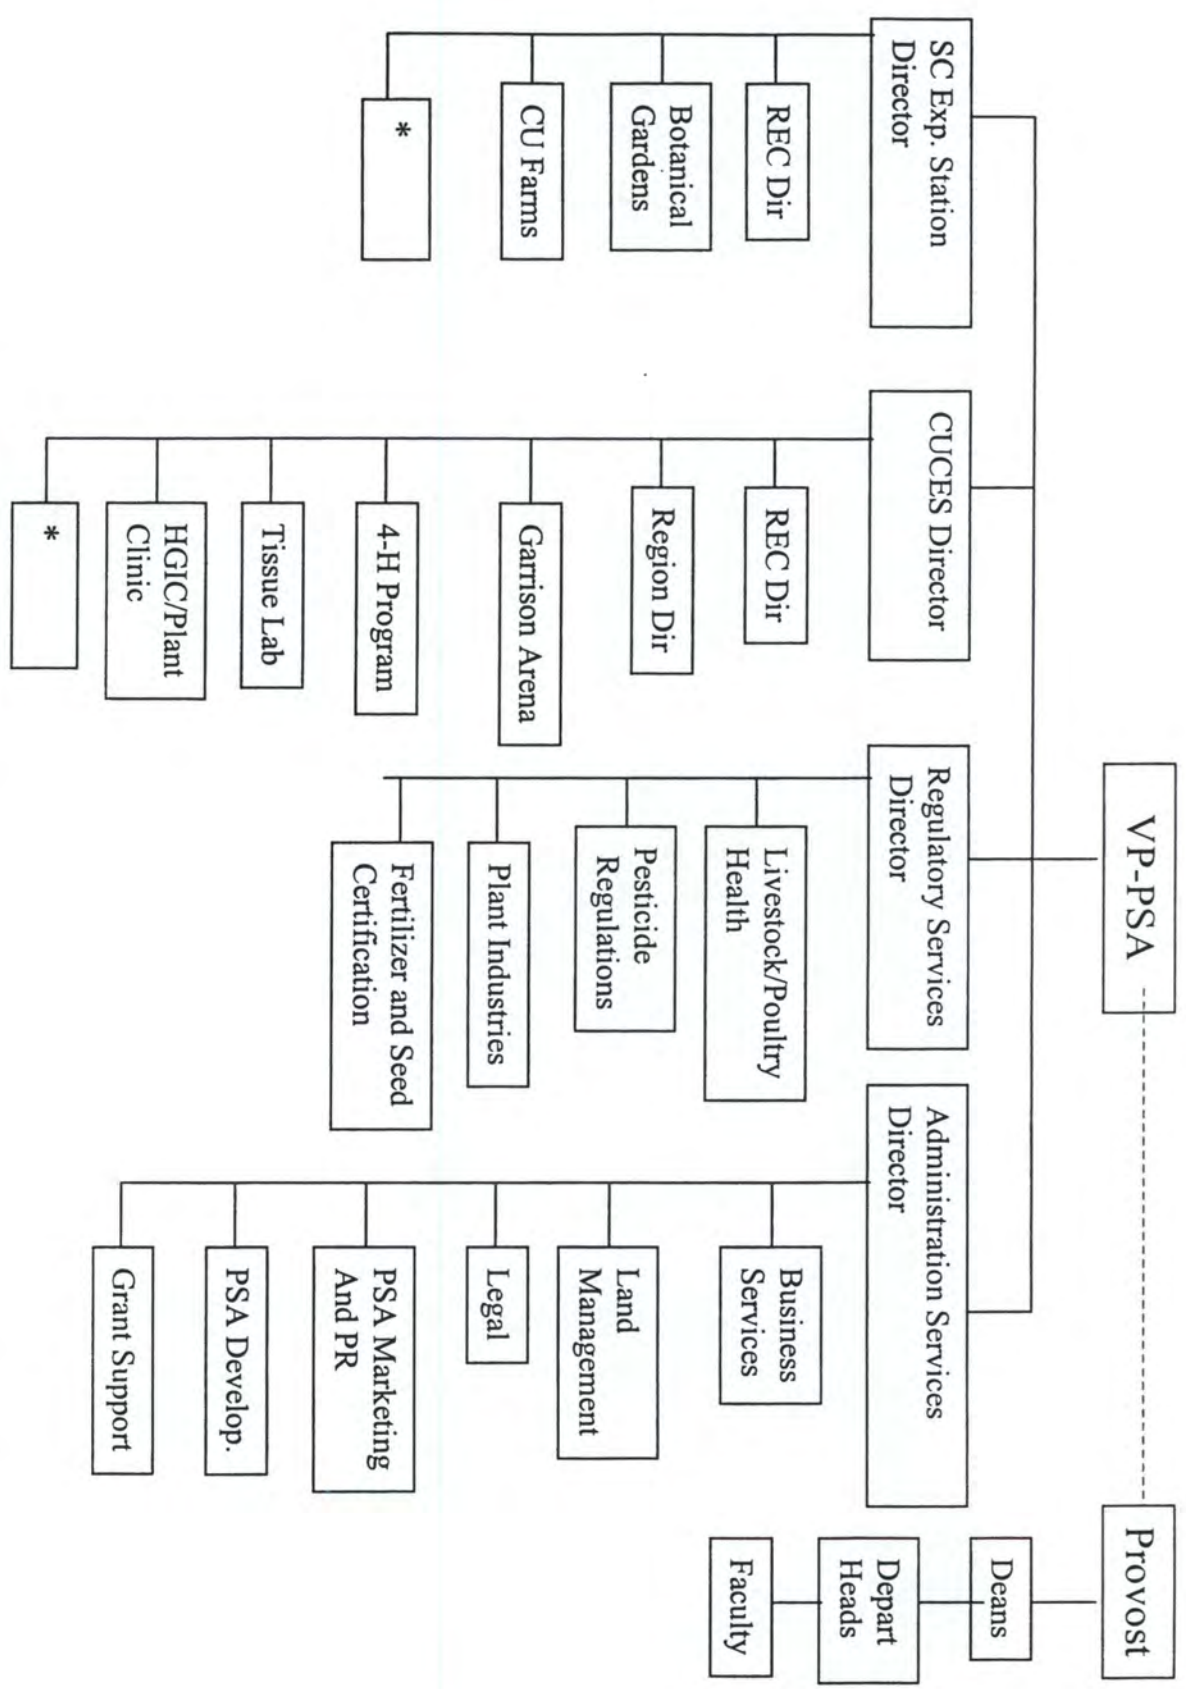 VP-PSA
Provost
SC Exp. Station
Director
REC Dir
Botanical
Gardens
CU Farms
*
CUCES Director
REC Dir
Region Dir
Garrison Arena
4-H Program
Tissue Lab
HGIC/Plant
Clinic
*
Regulatory Services
Director
Livestock/Poultry
Health
Pesticide
Regulations
Plant Industries
Fertilizer and Seed
Certification
Administration Services
Director
Business
Services
Land
Management
Legal
PSA Marketing
And PR
PSA Develop.
Grant Support
Deans
Depart
Heads
Faculty